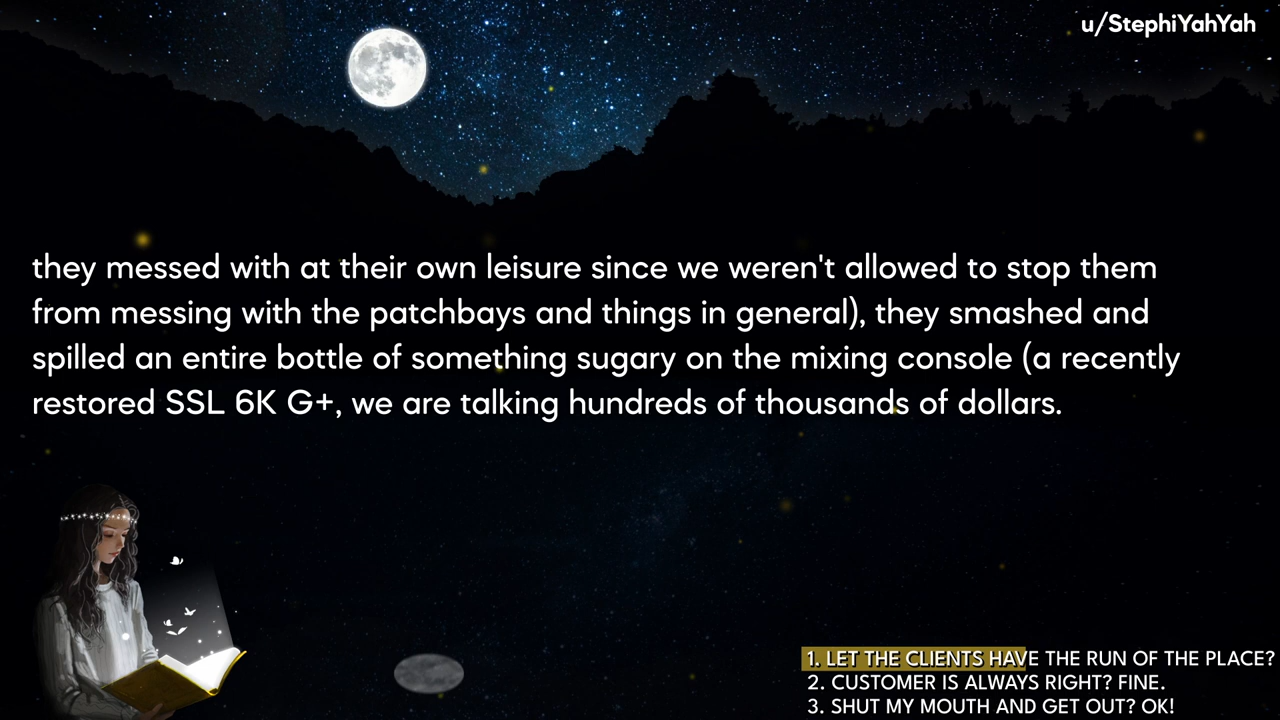 u/StephiYahYah
they messed with at their own leisure since we weren't allowed to stop them
from messing with the patchbays and things in general), they smashed and
spilled an entire bottle of something sugary on the mixing console (a recently
restored SSL 6K G+, we are talking hundreds of thousands of dollars.
1. LET THE CLIENTS HAVE THE RUN OF THE PLACE?
2. CUSTOMER IS ALWAYS RIGHT? FINE.
3. SHUT MY MOUTH AND GET OUT? OK!